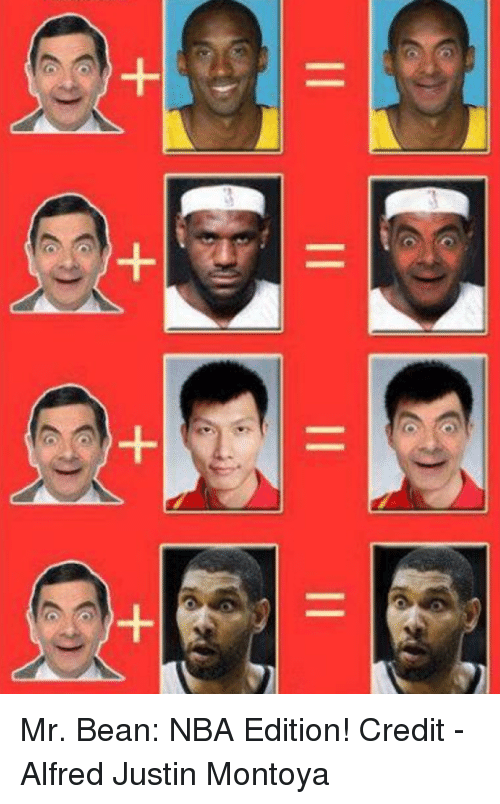 + =
+ =
+ =
+ =
Mr. Bean: NBA Edition! Credit -
Alfred Justin Montoya